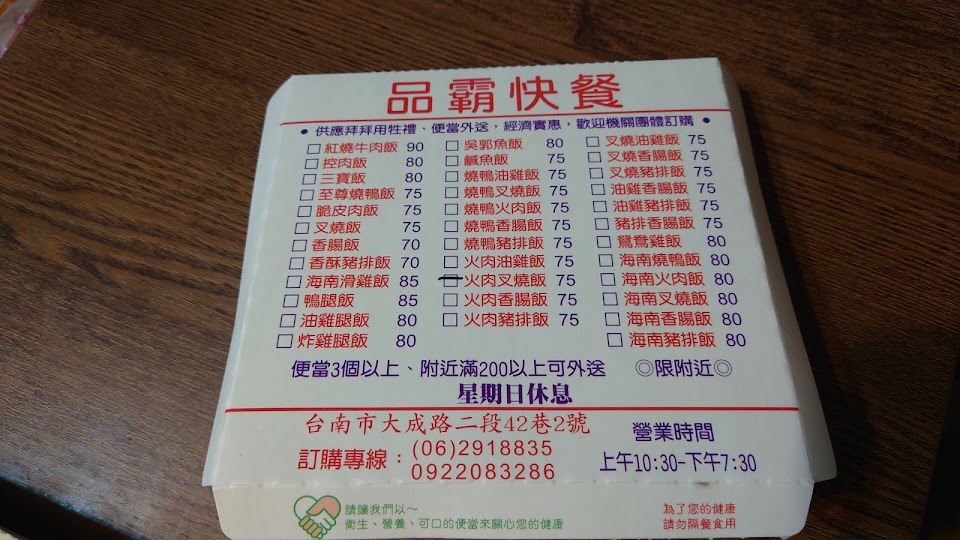 品霸快餐
•供應拜拜用牲禮、便當外送，經濟實惠，歡迎機關團體訂購•
□紅燒牛肉飯 90
□控肉飯 80
□三寶飯 80
□至尊燒鴨飯 75
□脆皮肉飯 75
□叉燒飯 75
□香腸飯 70
□香酥豬排飯 70
□海南滑雞飯 85
□鴨腿飯 85
□油雞腿飯 80
□炸雞腿飯 80
□吳郭魚飯 80
□鹹魚飯 75
□燒鴨油雞飯 75
□燒鴨叉燒飯 75
□燒鴨火肉飯 75
□燒鴨香腸飯 75
□燒鴨豬排飯 75
□火肉油雞飯 75
□火肉叉燒飯 75
□火肉香腸飯 75
□火肉豬排飯 75
□叉燒油雞飯 75
□叉燒香腸飯 75
□叉燒豬排飯 75
□油雞香腸飯 75
□油雞豬排飯 75
□豬排香腸飯 75
□鴛鴦雞飯 80
□海南燒鴨飯 80
□海南火肉飯 80
□海南叉燒飯 80
□海南香腸飯 80
□海南豬排飯 80
便當3個以上、附近滿200以上可外送 ◎限附近◎
星期日休息
台南市大成路二段42巷2號
訂購專線：(06)2918835
0922083286
營業時間
上午10:30-下午7:30
請讓我們以～
衛生、營養、可口的便當來關心您的健康
為了您的健康
請勿隔餐食用